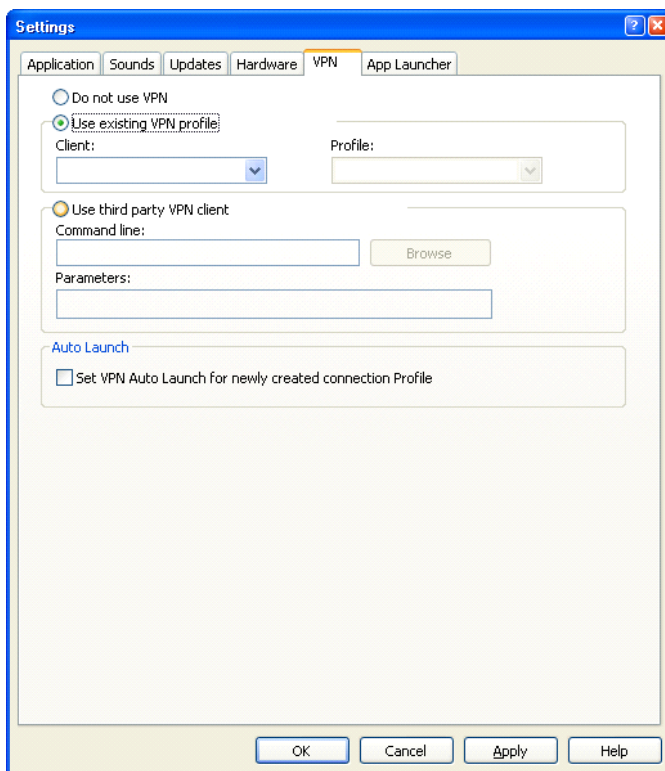 Settings
Application Sounds Updates Hardware VPN App Launcher
Do not use VPN
Use existing VPN profile
Client: Profile:
Use third party VPN client
Command line:
Browse
Parameters:
Auto Launch
Set VPN Auto Launch for newly created connection Profile
OK Cancel Apply Help